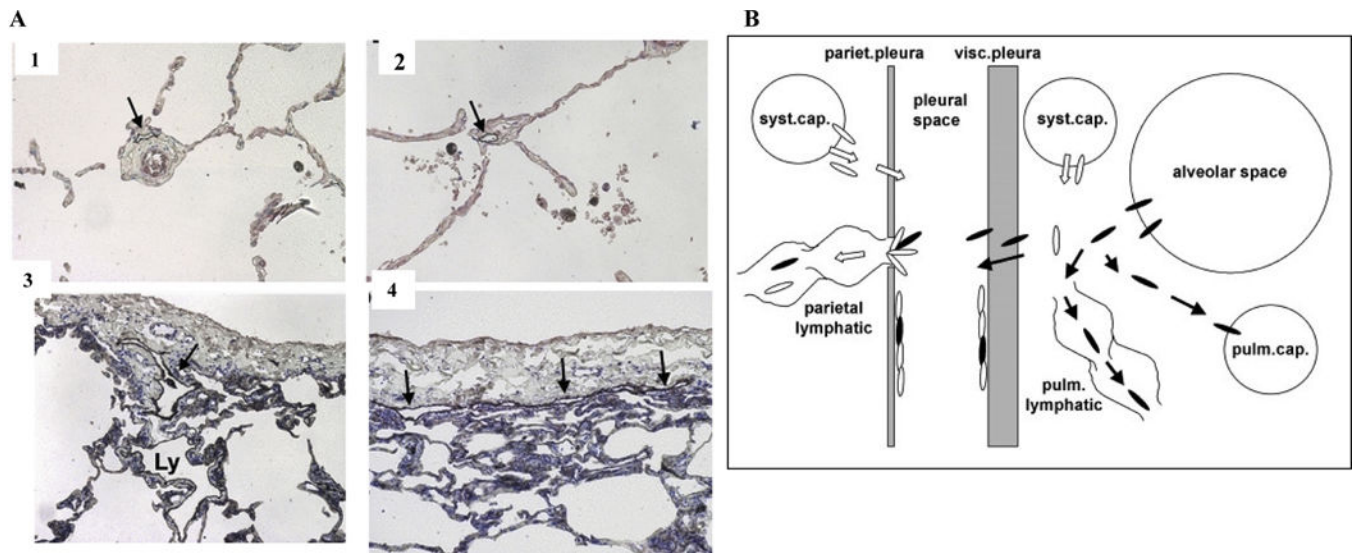 A
1
2
3
4
Ly
B
pariet.pleura
visc.pleura
syst.cap.
pleural
space
syst.cap.
alveolar space
parietal
lymphatic
pulm.
lymphatic
pulm.cap.